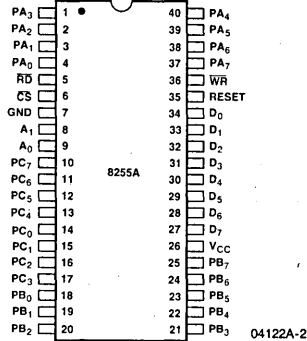 PA₃ 1 40 PA₄
PA₂ 2 39 PA₅
PA₁ 3 38 PA₆
PA₀ 4 37 PA₇
R̅D̅ 5 36 W̅R̅
C̅S̅ 6 35 RESET
GND 7 34 D₀
A₁ 8 33 D₁
A₀ 9 32 D₂
PC₇ 10 31 D₃
8255A
PC₆ 11 30 D₄
PC₅ 12 29 D₅
PC₄ 13 28 D₆
PC₀ 14 27 D₇
PC₁ 15 26 V_CC
PC₂ 16 25 PB₇
PC₃ 17 24 PB₆
PB₀ 18 23 PB₅
PB₁ 19 22 PB₄
PB₂ 20 21 PB₃
04122A-2